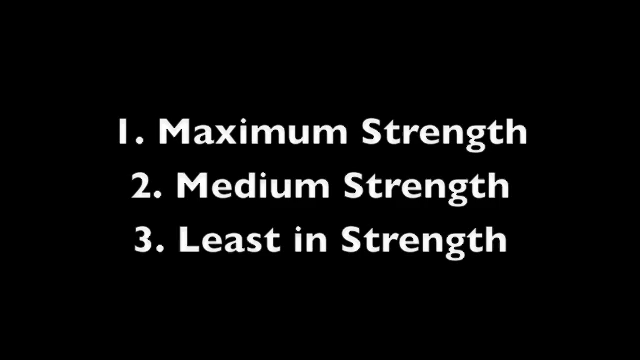 1. Maximum Strength
2. Medium Strength
3. Least in Strength